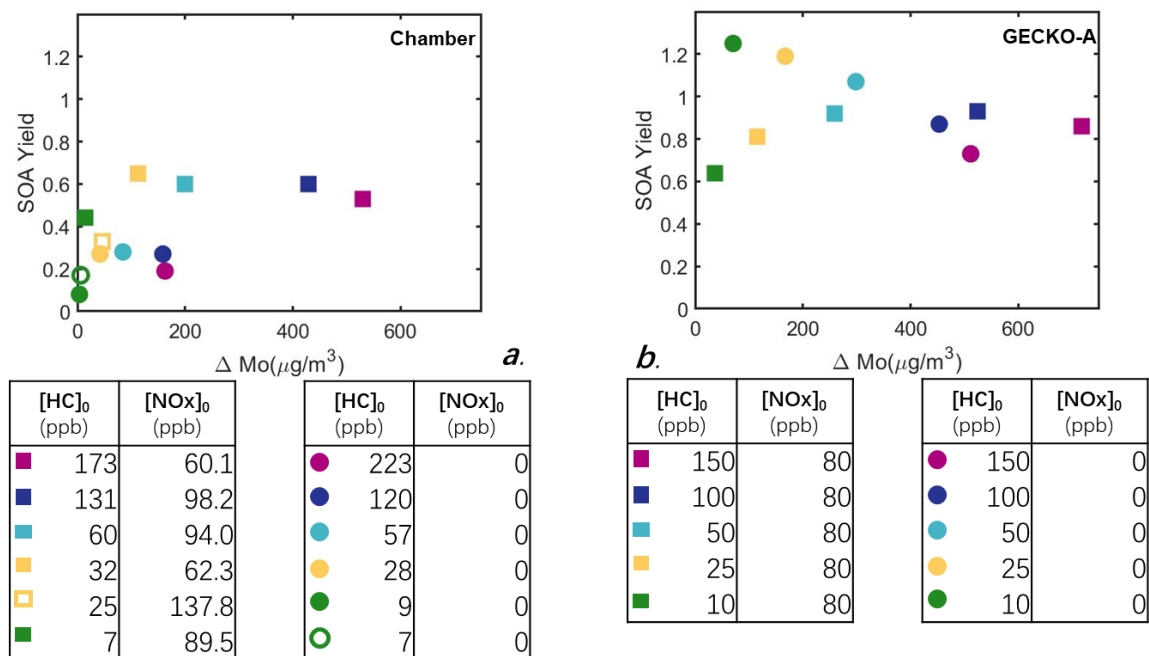 Chamber
SOA Yield
1.2
1
0.8
0.6
0.4
0.2
0
0 200 400 600
Δ Mo(μg/m³)
a.
[HC]₀ [NOx]₀
(ppb) (ppb)
173 60.1
131 98.2
60 94.0
32 62.3
25 137.8
7 89.5
[HC]₀ [NOx]₀
(ppb) (ppb)
223 0
120 0
57 0
28 0
9 0
7 0
GECKO-A
SOA Yield
1.2
1
0.8
0.6
0.4
0.2
0
0 200 400 600
Δ Mo(μg/m³)
b.
[HC]₀ [NOx]₀
(ppb) (ppb)
150 80
100 80
50 80
25 80
10 80
[HC]₀ [NOx]₀
(ppb) (ppb)
150 0
100 0
50 0
25 0
10 0